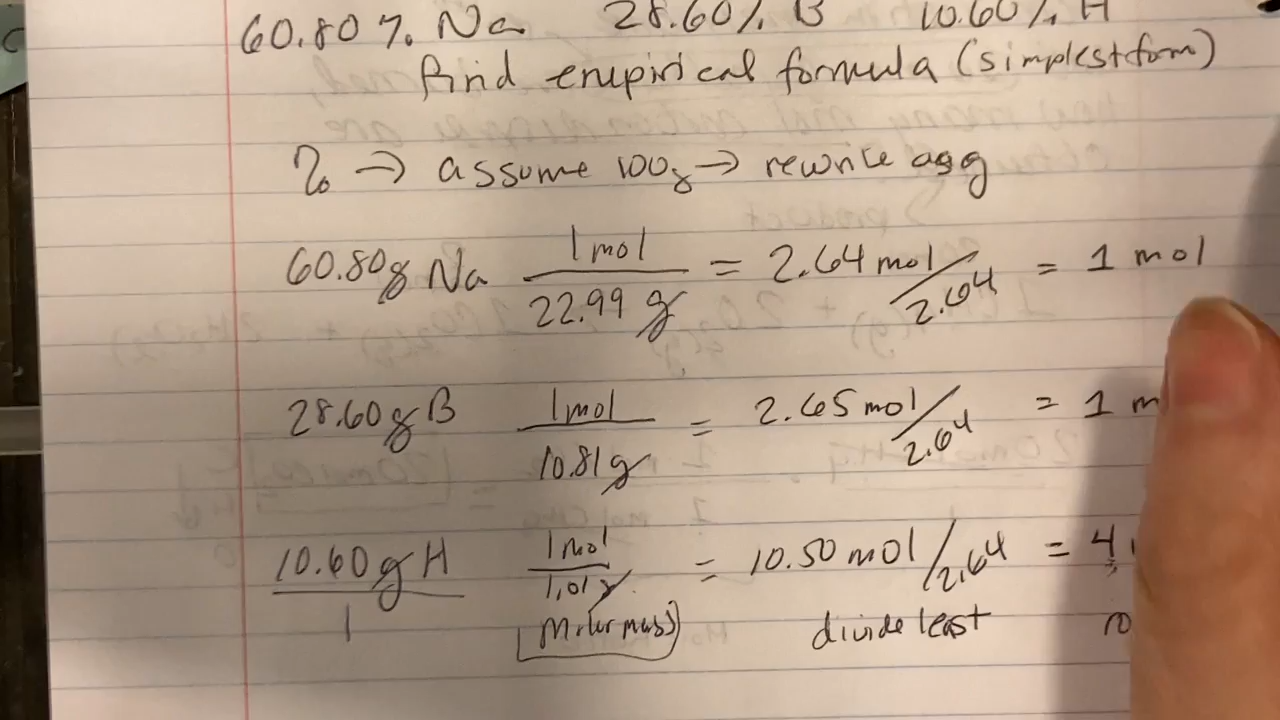 60.80 % Na 28.60% B 10.60% H
find empirical formula (simplest form)
% → assume 100g → rewrite as g
60.80g Na 1 mol / 22.99 g = 2.64 mol / 2.64 = 1 mol
28.60g B 1mol / 10.81g = 2.65 mol / 2.64 = 1 m
10.60g H / 1 1 mol / 1.01g = 10.50 mol / 2.64 = 4
molar mass divide least